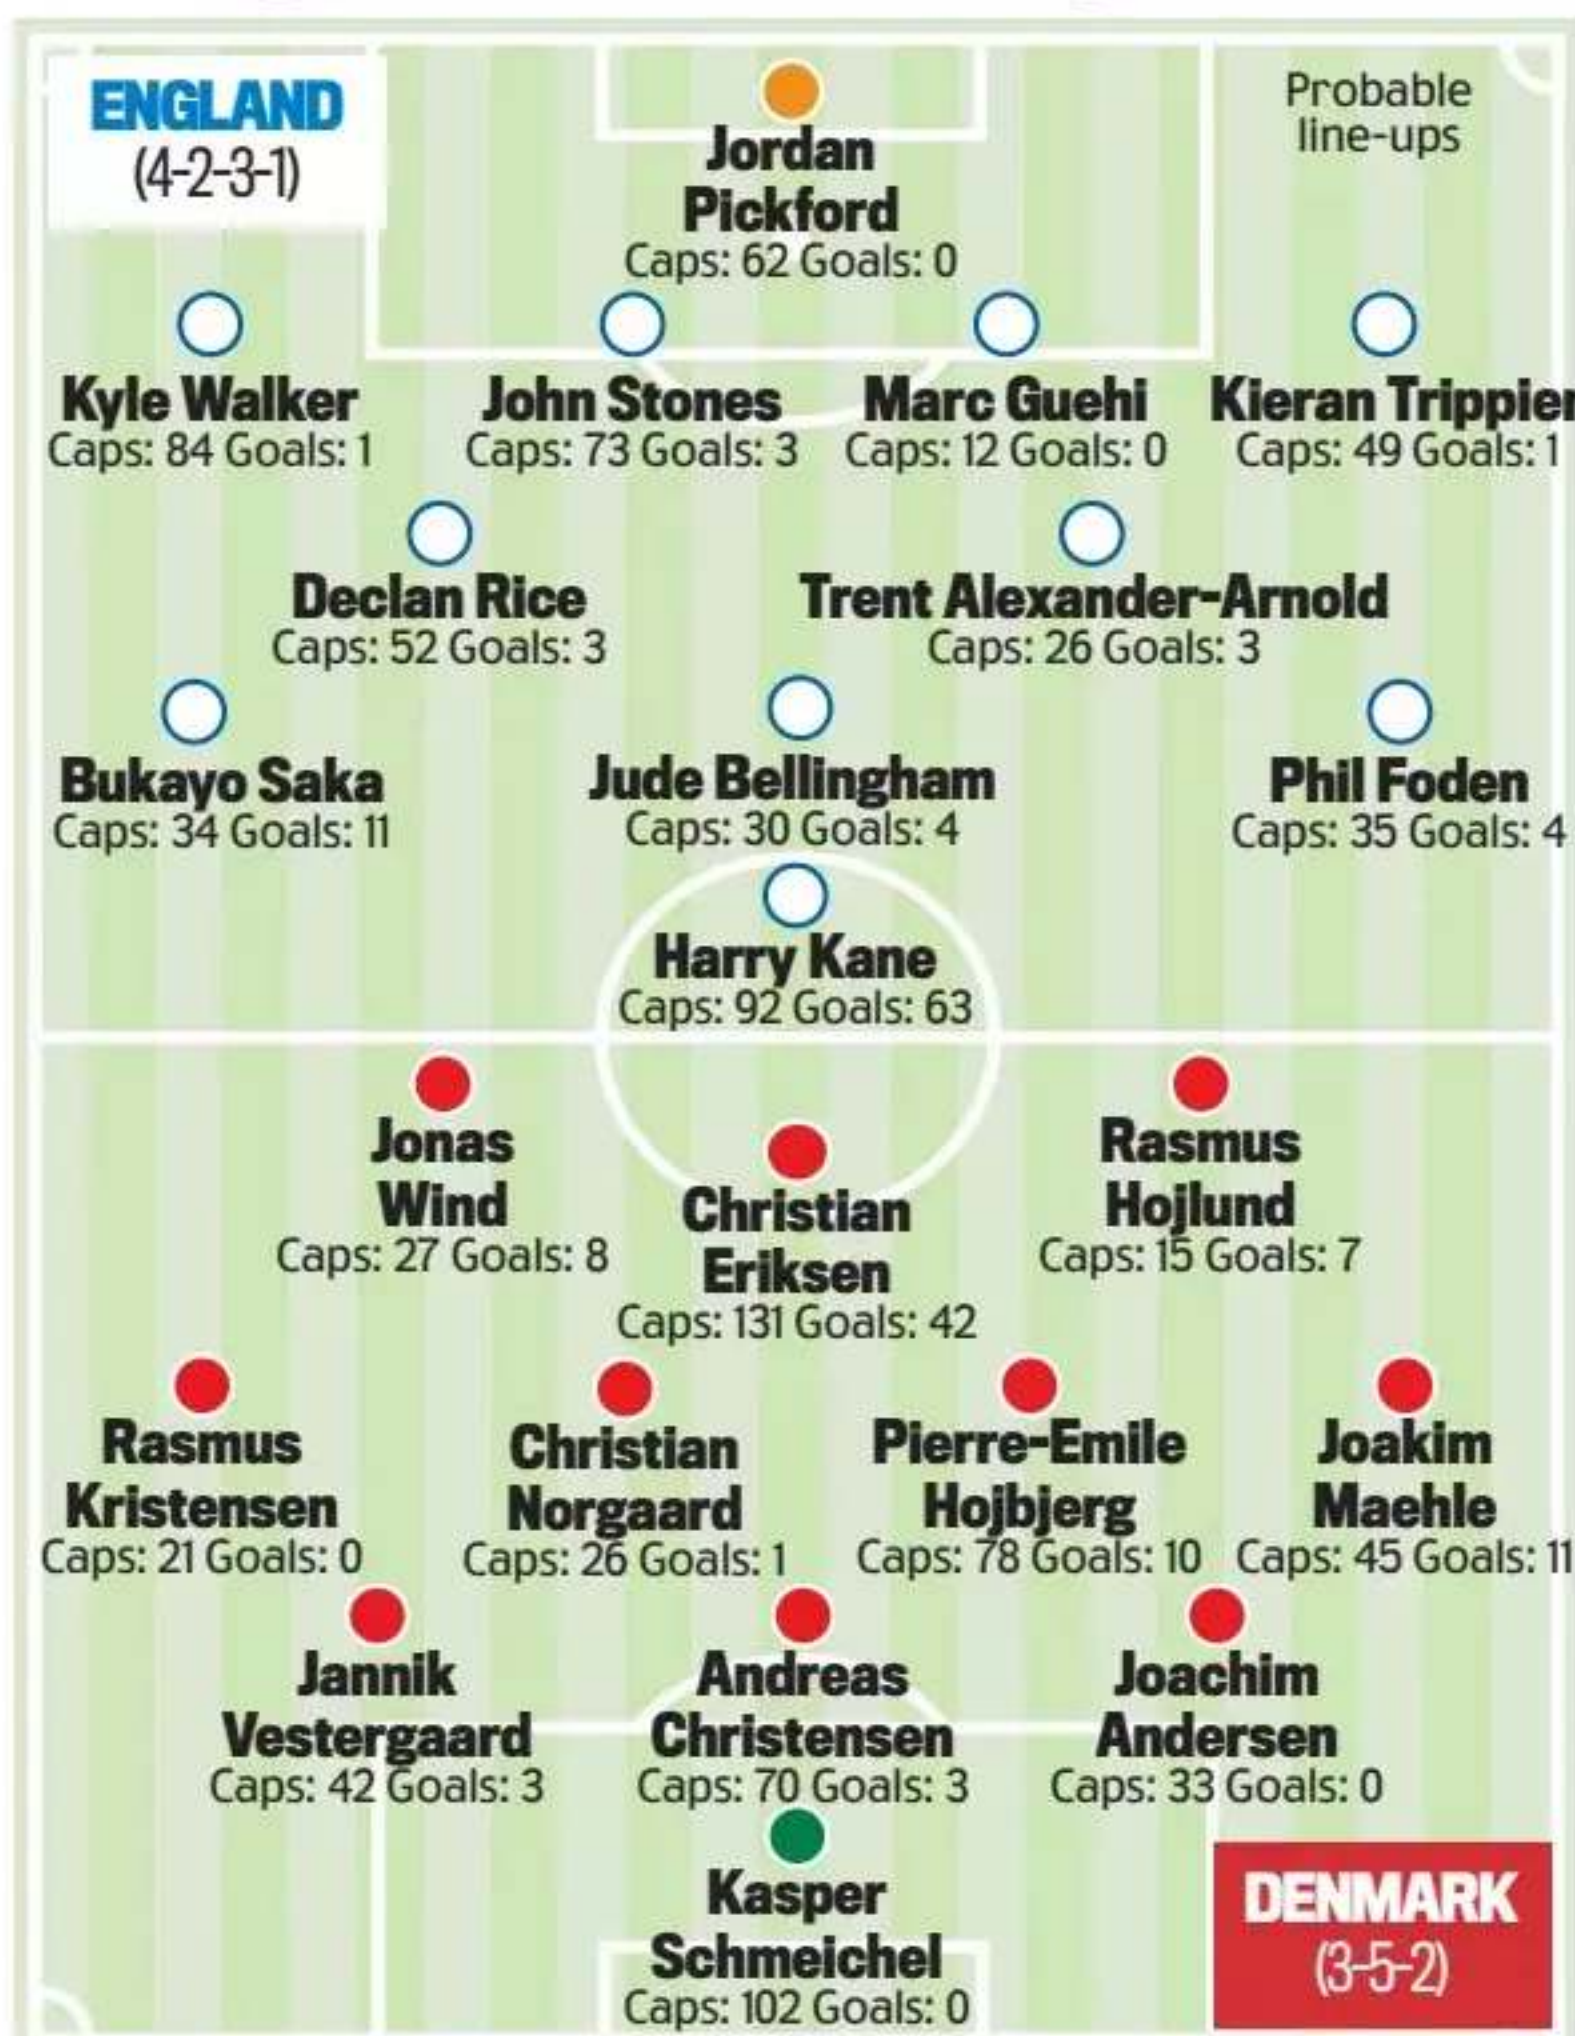 ENGLAND
(4-2-3-1)
Probable
line-ups
Jordan
Pickford
Caps: 62 Goals: 0
Kyle Walker
Caps: 84 Goals: 1
John Stones
Caps: 73 Goals: 3
Marc Guehi
Caps: 12 Goals: 0
Kieran Trippier
Caps: 49 Goals: 1
Declan Rice
Caps: 52 Goals: 3
Trent Alexander-Arnold
Caps: 26 Goals: 3
Bukayo Saka
Caps: 34 Goals: 11
Jude Bellingham
Caps: 30 Goals: 4
Phil Foden
Caps: 35 Goals: 4
Harry Kane
Caps: 92 Goals: 63
Jonas
Wind
Caps: 27 Goals: 8
Christian
Eriksen
Caps: 131 Goals: 42
Rasmus
Hojlund
Caps: 15 Goals: 7
Rasmus
Kristensen
Caps: 21 Goals: 0
Christian
Norgaard
Caps: 26 Goals: 1
Pierre-Emile
Hojbjerg
Caps: 78 Goals: 10
Joakim
Maehle
Caps: 45 Goals: 11
Jannik
Vestergaard
Caps: 42 Goals: 3
Andreas
Christensen
Caps: 70 Goals: 3
Joachim
Andersen
Caps: 33 Goals: 0
Kasper
Schmeichel
Caps: 102 Goals: 0
DENMARK
(3-5-2)